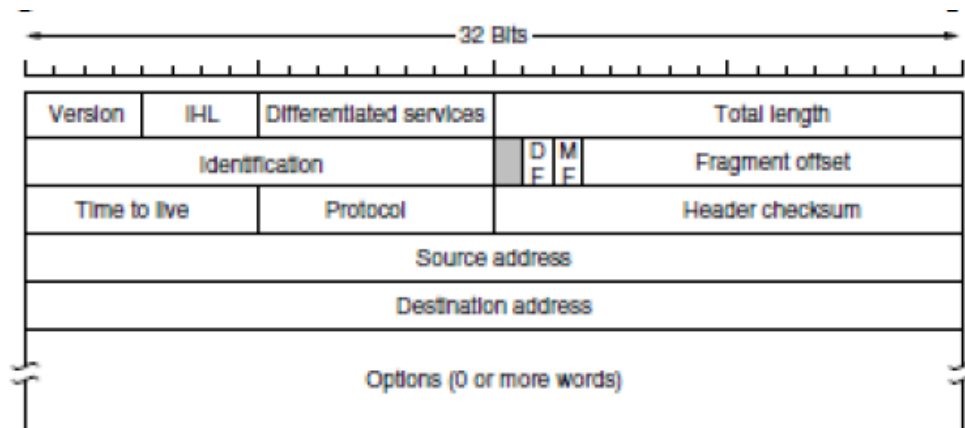 32 Bits
Version IHL Differentiated services Total length
Identification D F M F Fragment offset
Time to live Protocol Header checksum
Source address
Destination address
Options (0 or more words)